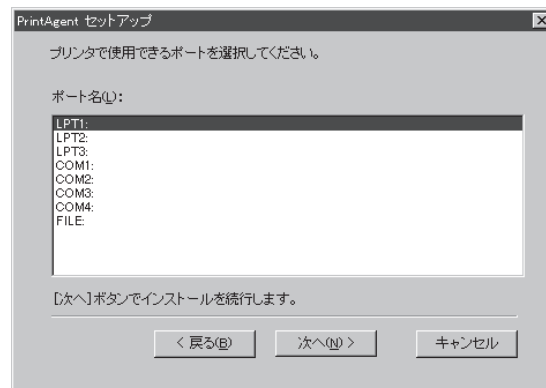 PrintAgent セットアップ
プリンタで使用できるポートを選択してください。
ポート名(L):
LPT1:
LPT2:
LPT3:
COM1:
COM2:
COM3:
COM4:
FILE:
[次へ]ボタンでインストールを続行します。
< 戻る(B)
次へ(N) >
キャンセル